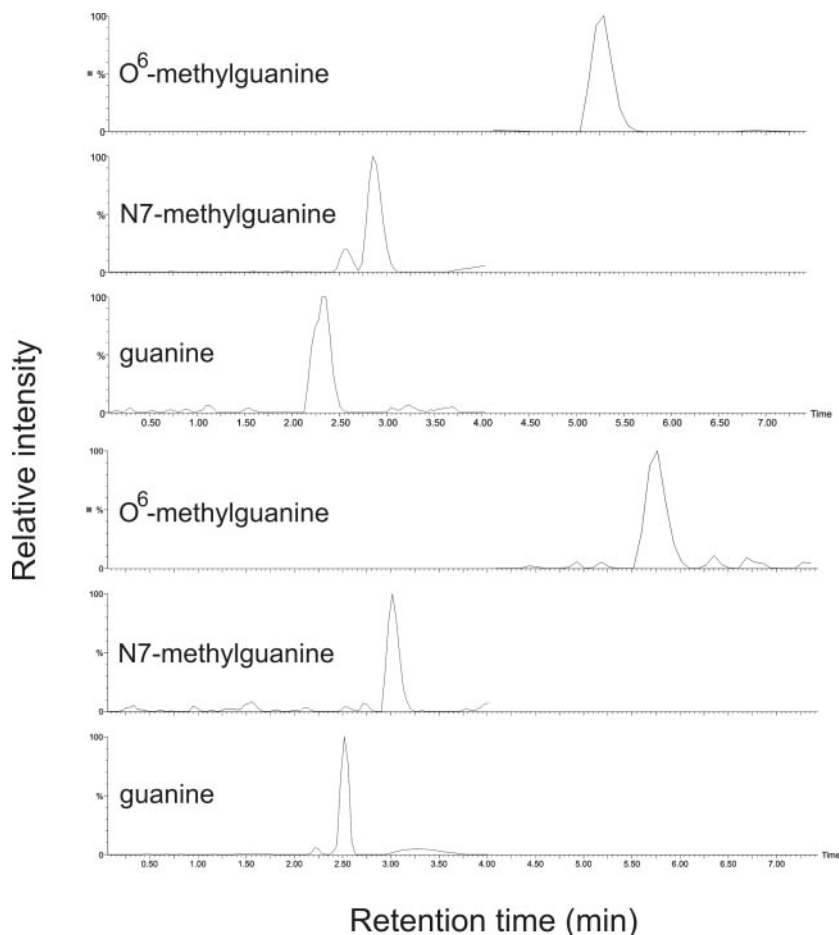 100
O⁶-methylguanine
%
0
100
N7-methylguanine
%
0
100
guanine
%
0
0.50 1.00 1.50 2.00 2.50 3.00 3.50 4.00 4.50 5.00 5.50 6.00 6.50 7.00 Time
Relative intensity
100
O⁶-methylguanine
%
0
100
N7-methylguanine
%
0
100
guanine
%
0
0.50 1.00 1.50 2.00 2.50 3.00 3.50 4.00 4.50 5.00 5.50 6.00 6.50 7.00 Time
Retention time (min)